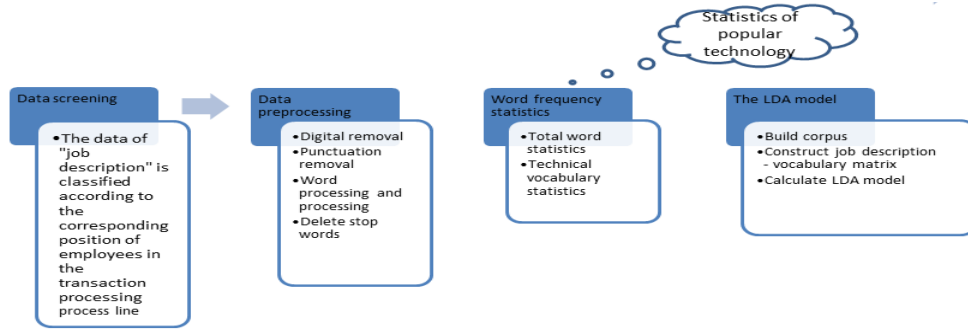 Statistics of
popular
technology
Data screening
•The data of
"job
description" is
classified
according to
the
corresponding
position of
employees in
the
transaction
processing
process line
Data
preprocessing
•Digital removal
•Punctuation
removal
•Word
processing and
processing
•Delete stop
words
Word frequency
statistics
•Total word
statistics
•Technical
vocabulary
statistics
The LDA model
•Build corpus
•Construct job description
- vocabulary matrix
•Calculate LDA model